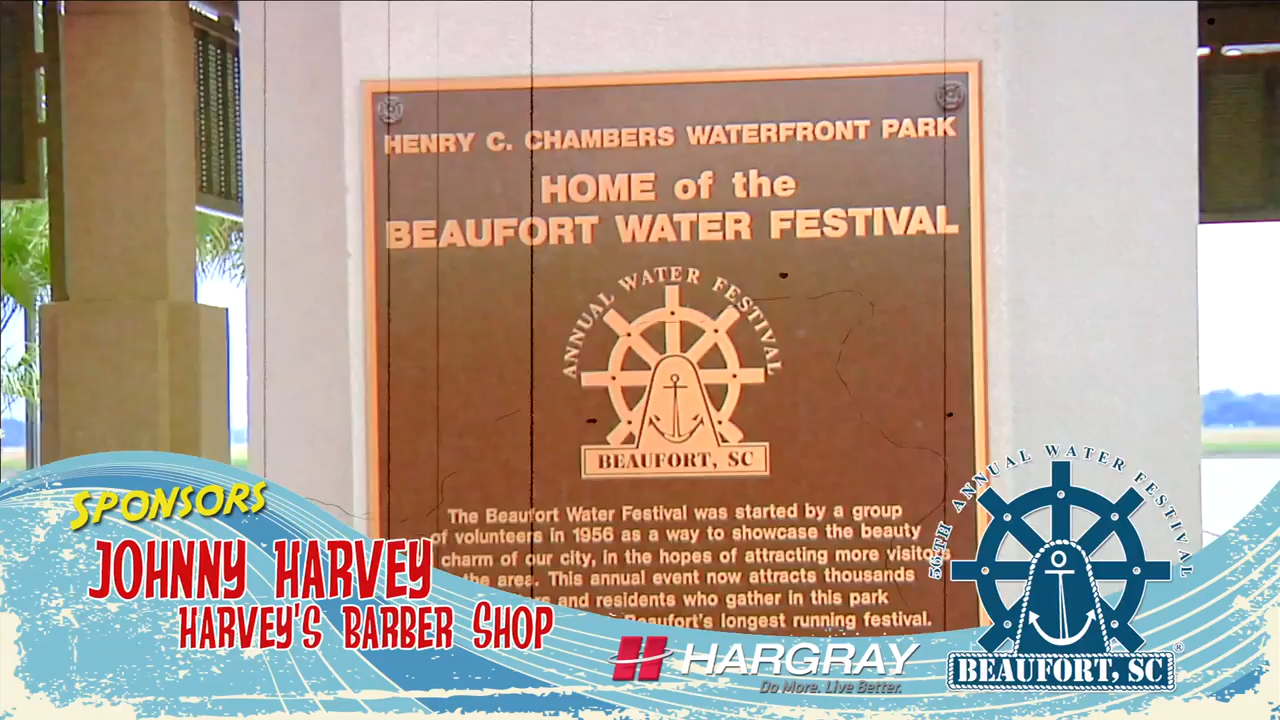 HENRY C. CHAMBERS WATERFRONT PARK
HOME of the
BEAUFORT WATER FESTIVAL
ANNUAL WATER FESTIVAL
BEAUFORT, SC
The Beaufort Water Festival was started by a group
of volunteers in 1956 as a way to showcase the beauty
charm of our city, in the hopes of attracting more visitors
the area. This annual event now attracts thousands
and residents who gather in this park
Beaufort's longest running festival.
SPONSORS
JOHNNY HARVEY
HARVEY'S BARBER SHOP
HARGRAY
Do More. Live Better.
56TH ANNUAL WATER FESTIVAL
BEAUFORT, SC ®